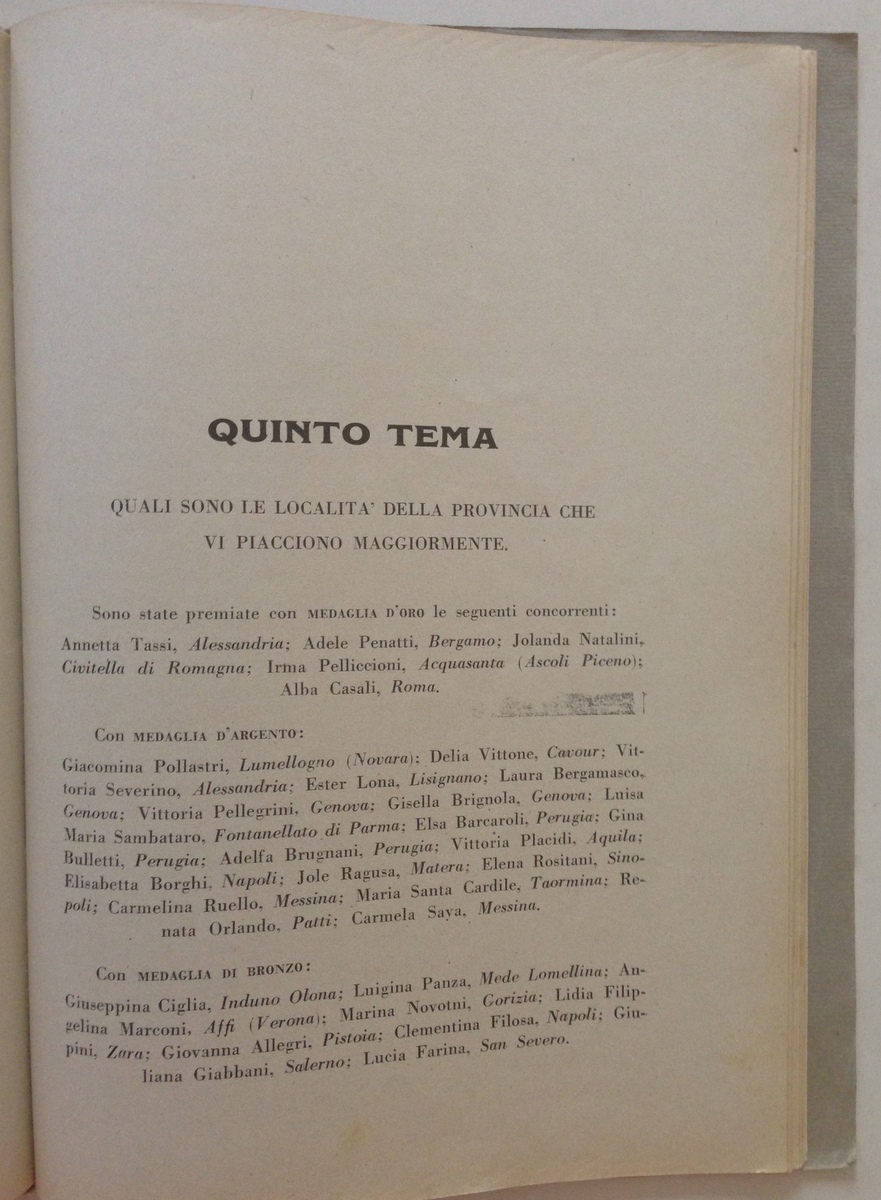 QUINTO TEMA
QUALI SONO LE LOCALITA' DELLA PROVINCIA CHE
VI PIACCIONO MAGGIORMENTE.
Sono state premiate con MEDAGLIA D'ORO le seguenti concorrenti:
Annetta Tassi, Alessandria; Adele Penatti, Bergamo; Jolanda Natalini,
Civitella di Romagna; Irma Pelliccioni, Acquasanta (Ascoli Piceno);
Alba Casali, Roma.
Con MEDAGLIA D'ARGENTO:
Giacomina Pollastri, Lumellogno (Novara); Delia Vittone, Cavour; Vit-
toria Severino, Alessandria; Ester Lona, Lisignano; Laura Bergamasco,
Genova; Vittoria Pellegrini, Genova; Gisella Brignola, Genova; Luisa
Maria Sambataro, Fontanellato di Parma; Elsa Barcaroli, Perugia; Gina
Bulletti, Perugia; Adelfa Brugnani, Perugia; Vittoria Placidi, Aquila;
Elisabetta Borghi, Napoli; Jole Ragusa, Matera; Elena Rositani, Sino-
poli; Carmelina Ruello, Messina; Maria Santa Cardile, Taormina; Re-
nata Orlando, Patti; Carmela Saya, Messina.
Con MEDAGLIA DI BRONZO:
Giuseppina Ciglia, Induno Olona; Luigina Panza, Mede Lomellina; An-
gelina Marconi, Affi (Verona); Marina Novotni, Gorizia; Lidia Filip-
pini, Zara; Giovanna Allegri, Pistoia; Clementina Filosa, Napoli; Giu-
liana Giabbani, Salerno; Lucia Farina, San Severo.